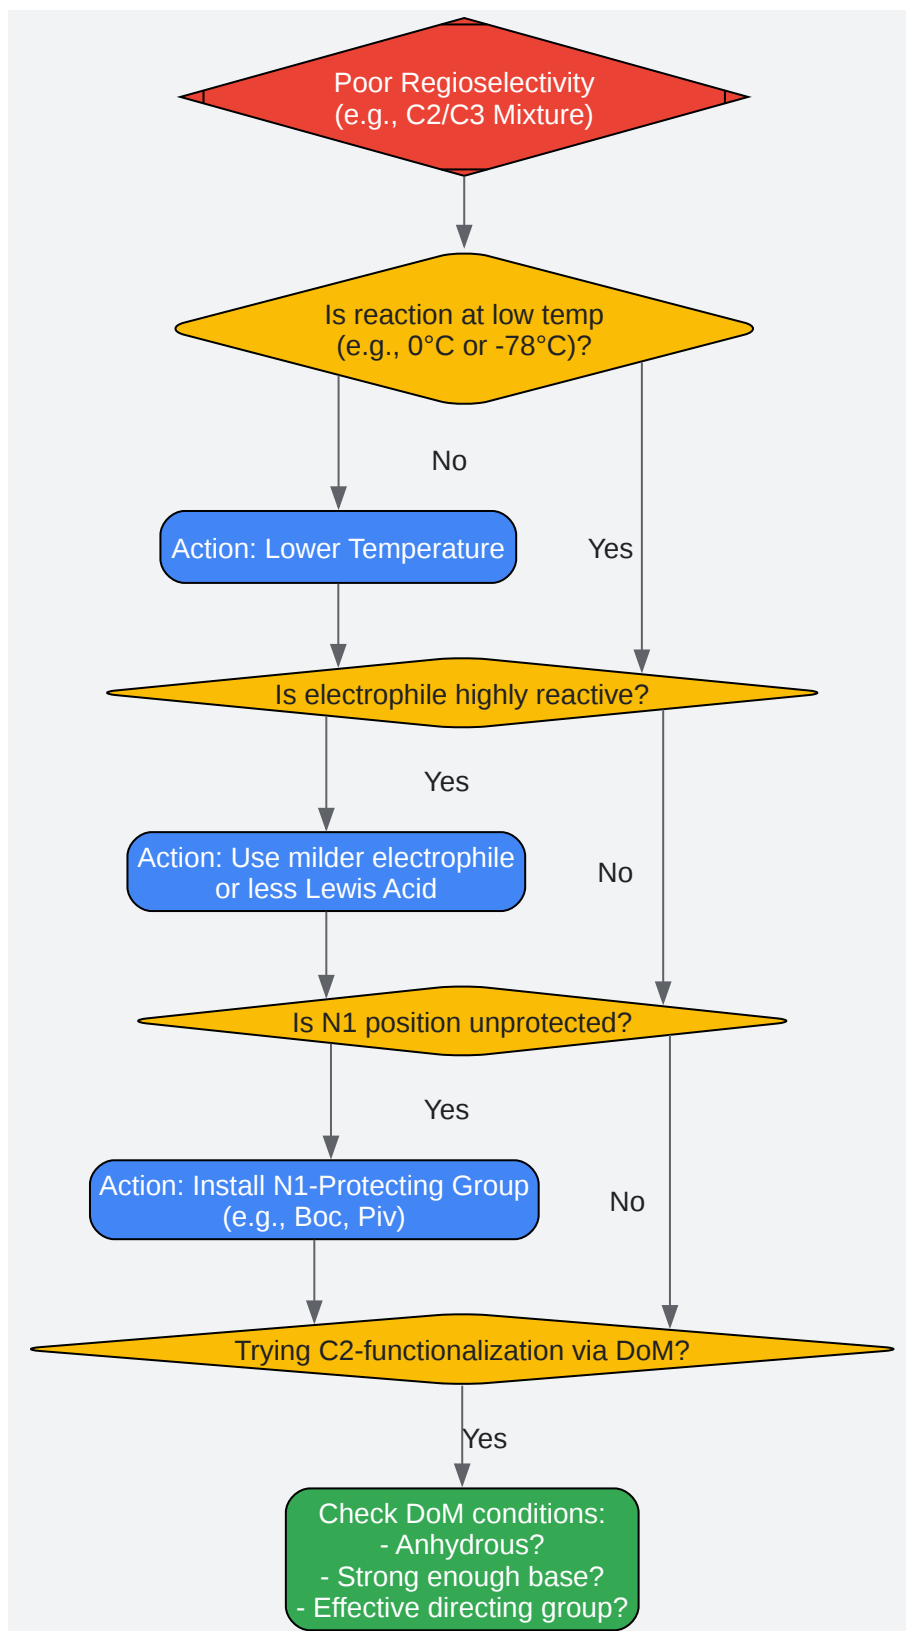 Poor Regioselectivity
(e.g., C2/C3 Mixture)
Is reaction at low temp
(e.g., 0°C or -78°C)?
No
Action: Lower Temperature
Yes
Is electrophile highly reactive?
Yes
Action: Use milder electrophile
or less Lewis Acid
No
Is N1 position unprotected?
Yes
Action: Install N1-Protecting Group
(e.g., Boc, Piv)
No
Trying C2-functionalization via DoM?
Yes
Check DoM conditions:
- Anhydrous?
- Strong enough base?
- Effective directing group?